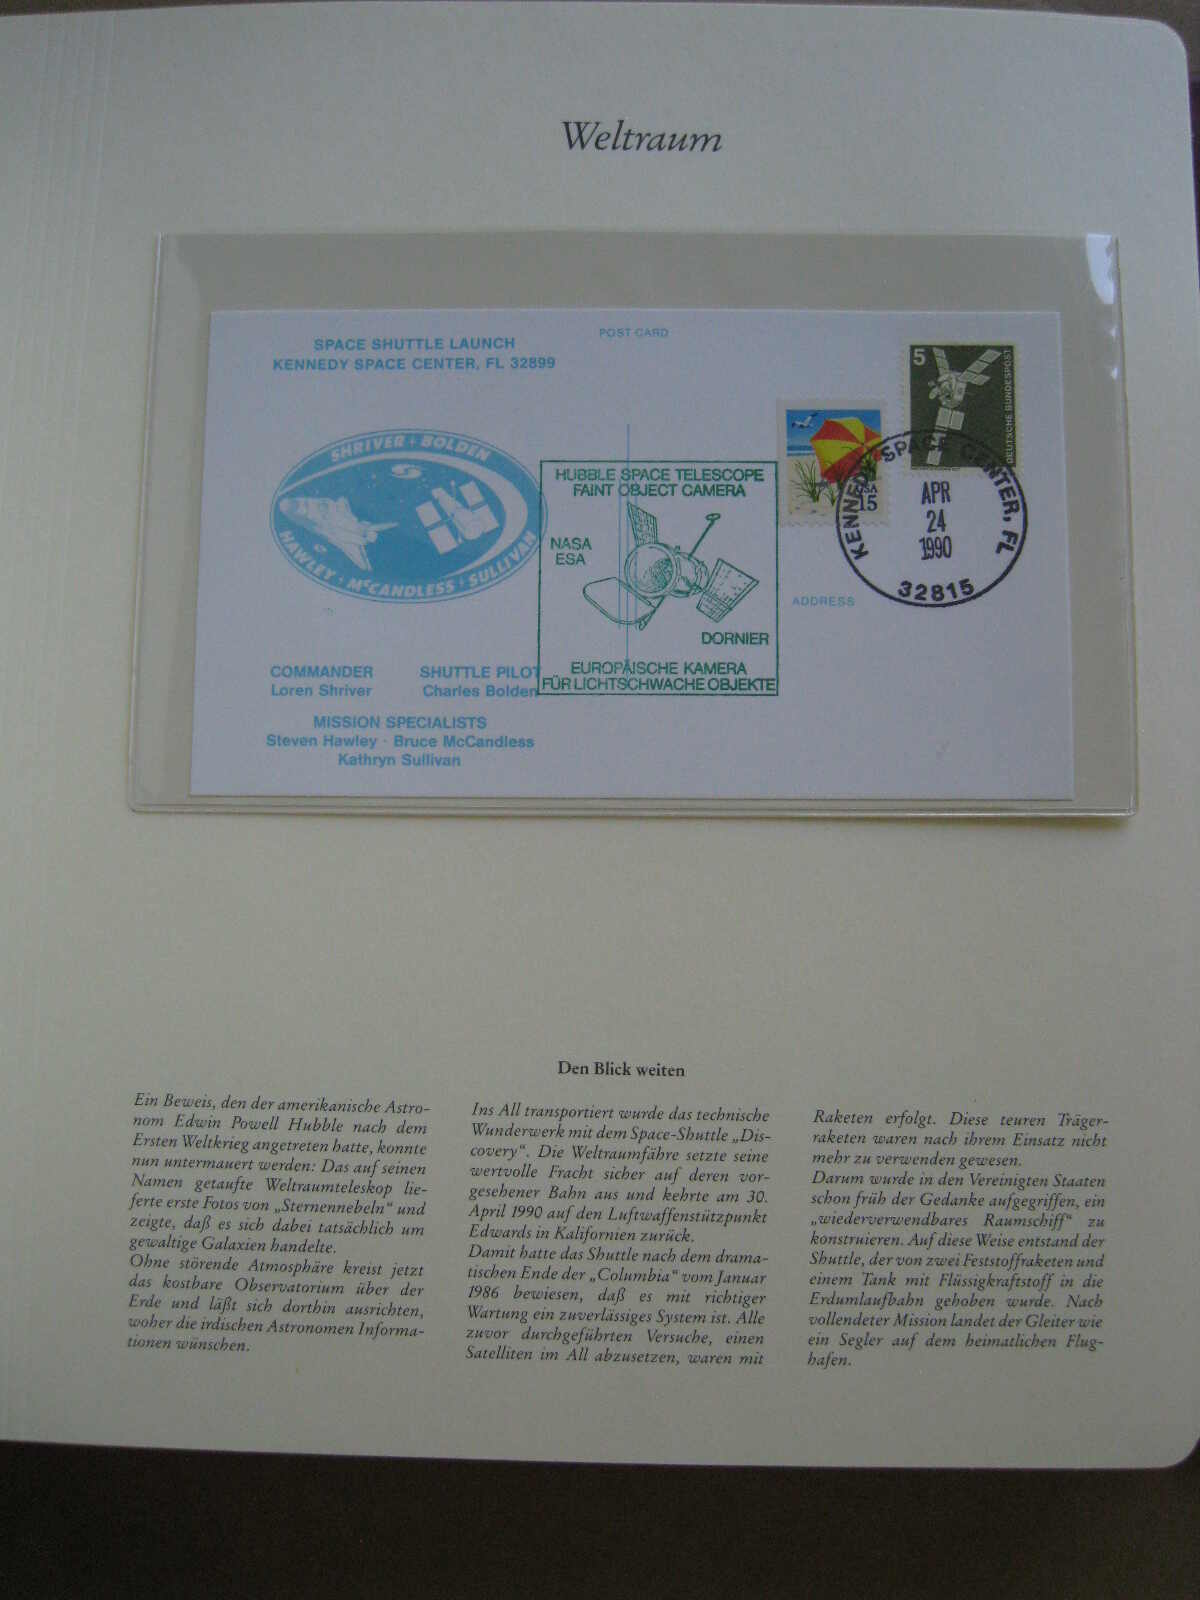 Weltraum
SPACE SHUTTLE LAUNCH
KENNEDY SPACE CENTER, FL 32899
POST CARD
SHRIVER • BOLDEN
HAWLEY • McCANDLESS • SULLIVAN
HUBBLE SPACE TELESCOPE
FAINT OBJECT CAMERA
NASA
ESA
DORNIER
EUROPÄISCHE KAMERA
FÜR LICHTSCHWACHE OBJEKTE
USA
15
5
DEUTSCHE BUNDESPOST
KENNEDY SPACE CENTER, FL
APR
24
1990
32815
ADDRESS
COMMANDER SHUTTLE PILOT
Loren Shriver Charles Bolden
MISSION SPECIALISTS
Steven Hawley · Bruce McCandless
Kathryn Sullivan
Den Blick weiten
Ein Beweis, den der amerikanische Astro-
nom Edwin Powell Hubble nach dem
Ersten Weltkrieg angetreten hatte, konnte
nun untermauert werden: Das auf seinen
Namen getaufte Weltraumteleskop lie-
ferte erste Fotos von „Sternennebeln“ und
zeigte, daß es sich dabei tatsächlich um
gewaltige Galaxien handelte.
Ohne störende Atmosphäre kreist jetzt
das kostbare Observatorium über der
Erde und läßt sich dorthin ausrichten,
woher die irdischen Astronomen Informa-
tionen wünschen.
Ins All transportiert wurde das technische
Wunderwerk mit dem Space-Shuttle „Dis-
covery“. Die Weltraumfähre setzte seine
wertvolle Fracht sicher auf deren vor-
gesehener Bahn aus und kehrte am 30.
April 1990 auf den Luftwaffenstützpunkt
Edwards in Kalifornien zurück.
Damit hatte das Shuttle nach dem drama-
tischen Ende der „Columbia“ vom Januar
1986 bewiesen, daß es mit richtiger
Wartung ein zuverlässiges System ist. Alle
zuvor durchgeführten Versuche, einen
Satelliten im All abzusetzen, waren mit
Raketen erfolgt. Diese teuren Träger-
raketen waren nach ihrem Einsatz nicht
mehr zu verwenden gewesen.
Darum wurde in den Vereinigten Staaten
schon früh der Gedanke aufgegriffen, ein
„wiederverwendbares Raumschiff“ zu
konstruieren. Auf diese Weise entstand der
Shuttle, der von zwei Feststoffraketen und
einem Tank mit Flüssigkraftstoff in die
Erdumlaufbahn gehoben wurde. Nach
vollendeter Mission landet der Gleiter wie
ein Segler auf dem heimatlichen Flug-
hafen.